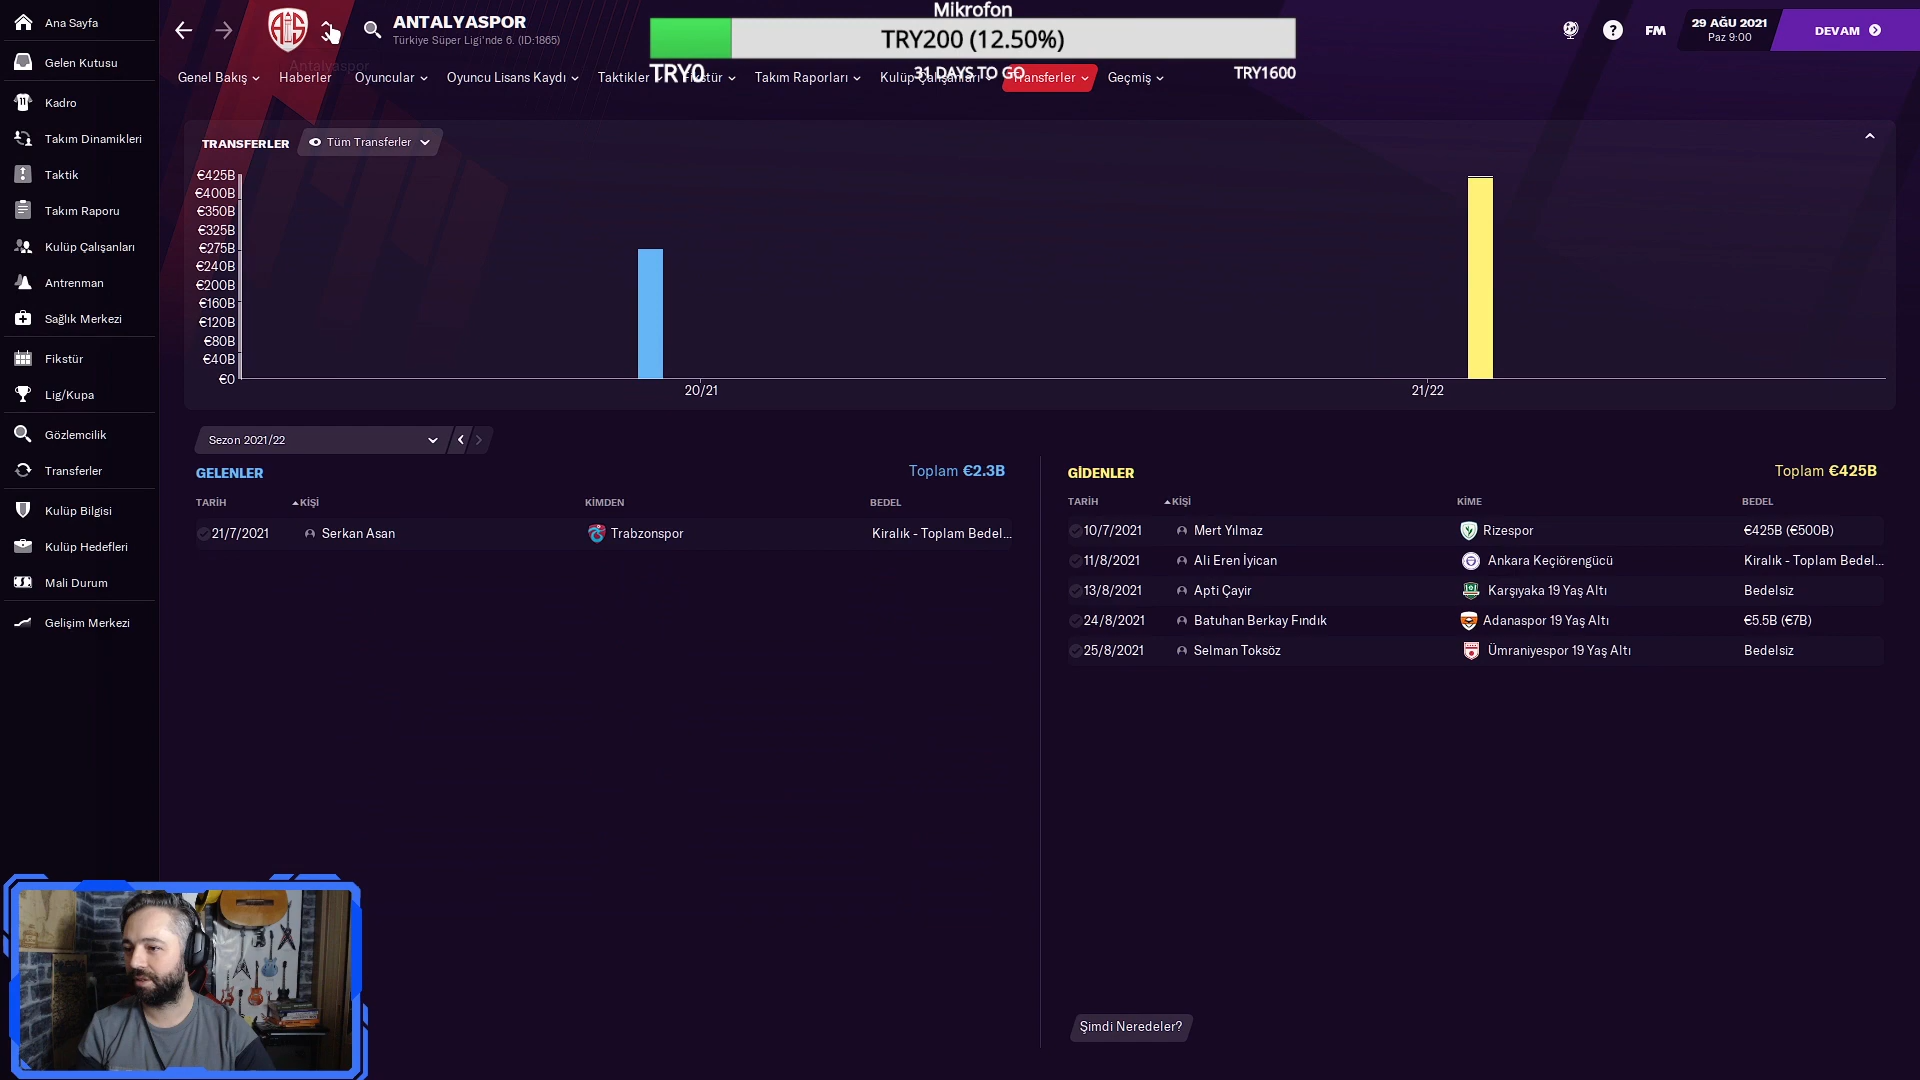 Ana Sayfa
Gelen Kutusu
Kadro
Takım Dinamikleri
Taktik
Takım Raporu
Kulüp Çalışanları
Antrenman
Sağlık Merkezi
Fikstür
Lig/Kupa
Gözlemcilik
Transferler
Kulüp Bilgisi
Kulüp Hedefleri
Mali Durum
Gelişim Merkezi
ANTALYASPOR
Türkiye Süper Ligi'nde 6. (ID:1865)
Antalyaspor
Mikrofon
TRY200 (12.50%)
TRY0
31 DAYS TO GO
TRY1600
FM
29 AĞU 2021
Paz 9:00
DEVAM
Genel Bakış
Haberler
Oyuncular
Oyuncu Lisans Kaydı
Taktikler
Fikstür
Takım Raporları
Kulüp Çalışanları
Transferler
Geçmiş
TRANSFERLER
Tüm Transferler
€425B
€400B
€350B
€325B
€275B
€240B
€200B
€160B
€120B
€80B
€40B
€0
20/21
21/22
Sezon 2021/22
GELENLER
Toplam €2.3B
TARİH KİŞİ KİMDEN BEDEL
21/7/2021 Serkan Asan Trabzonspor Kiralık - Toplam Bedel...
GİDENLER
Toplam €425B
TARİH KİŞİ KİME BEDEL
10/7/2021 Mert Yılmaz Rizespor €425B (€500B)
11/8/2021 Ali Eren İyican Ankara Keçiörengücü Kiralık - Toplam Bedel...
13/8/2021 Apti Çayir Karşıyaka 19 Yaş Altı Bedelsiz
24/8/2021 Batuhan Berkay Fındık Adanaspor 19 Yaş Altı €5.5B (€7B)
25/8/2021 Selman Toksöz Ümraniyespor 19 Yaş Altı Bedelsiz
Şimdi Neredeler?